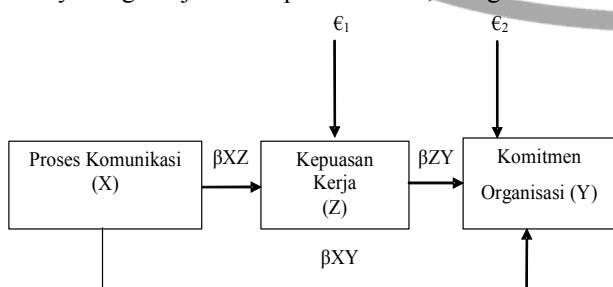 €1
€2
Proses Komunikasi
(X)
βXZ
Kepuasan
Kerja
(Z)
βZY
Komitmen
Organisasi (Y)
βXY